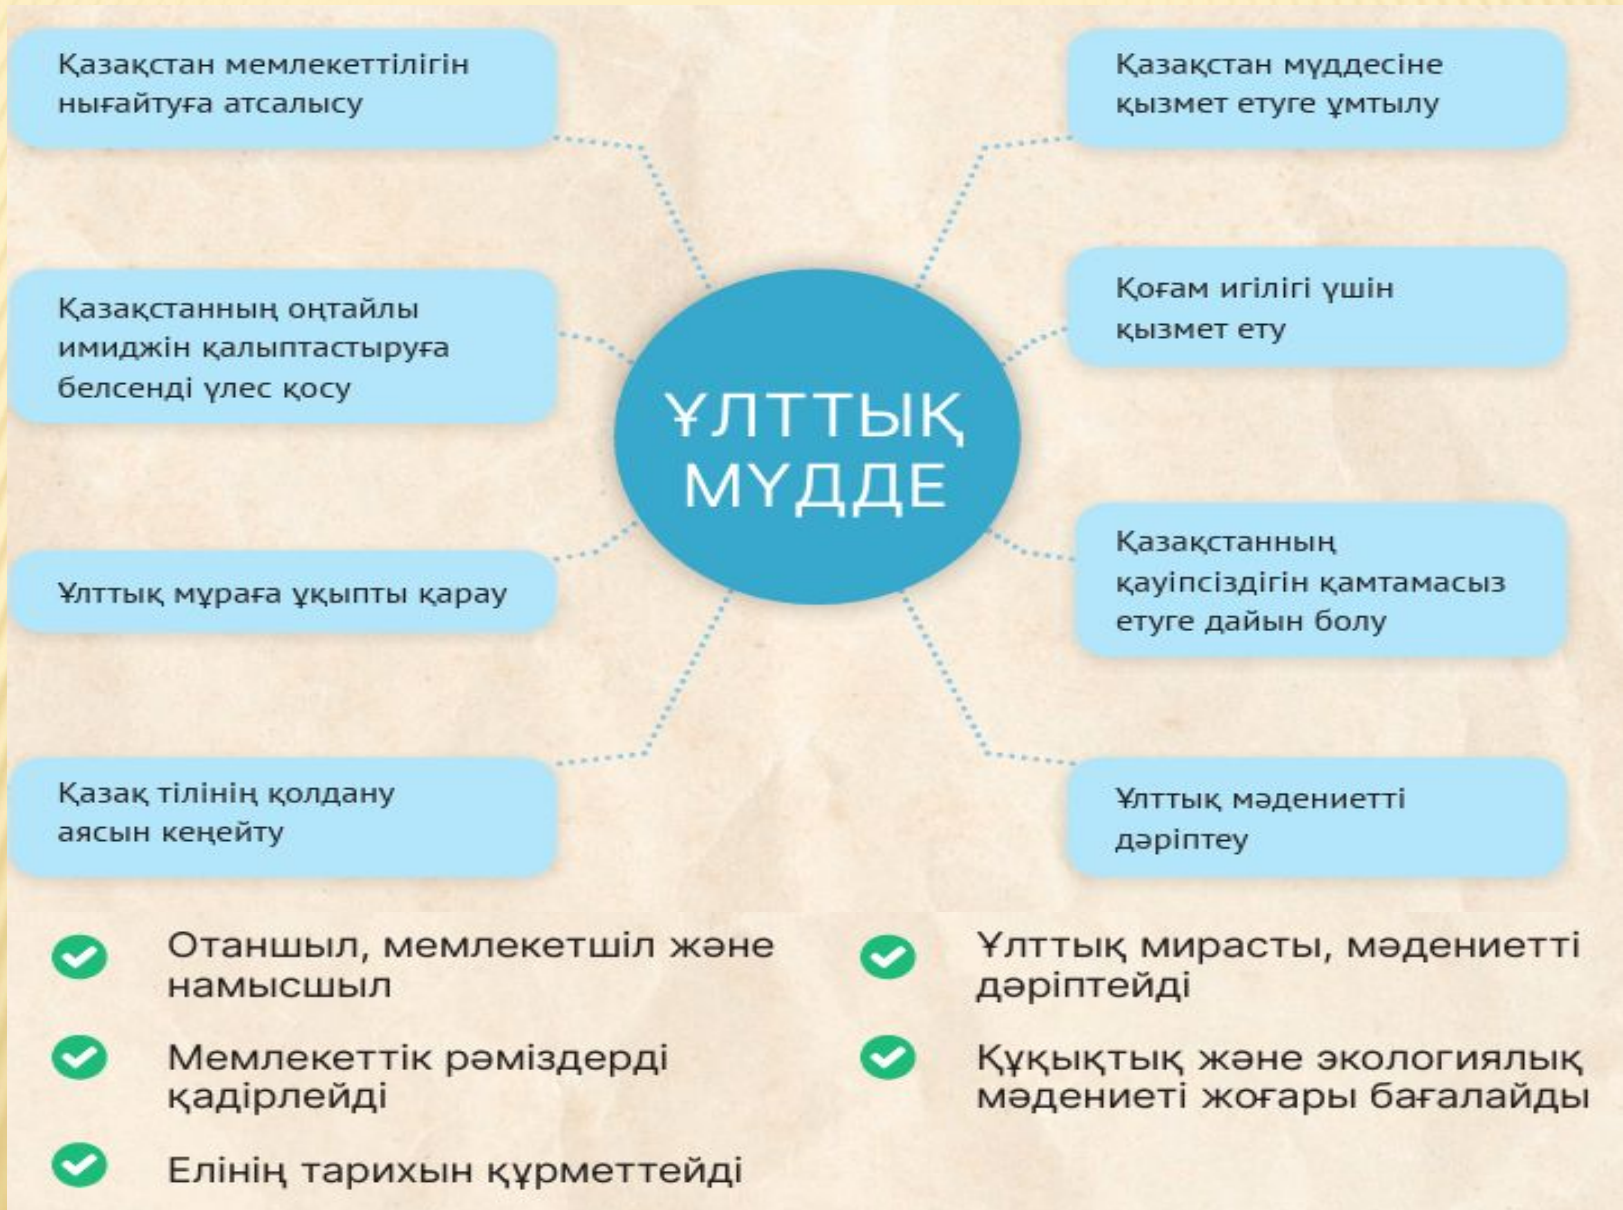 Қазақстан мемлекеттілігін
нығайтуға атсалысу
Қазақстанның оңтайлы
имиджін қалыптастыруға
белсенді үлес қосу
Ұлттық мұраға ұқыпты қарау
Қазақ тілінің қолдану
аясын кеңейту
ҰЛТТЫҚ
МҮДДЕ
Қазақстан мүддесіне
қызмет етуге ұмтылу
Қоғам игілігі үшін
қызмет ету
Қазақстанның
қауіпсіздігін қамтамасыз
етуге дайын болу
Ұлттық мәдениетті
дәріптеу
Отаншыл, мемлекетшіл және
намысшыл
Мемлекеттік рәміздерді
қадірлейді
Елінің тарихын құрметтейді
Ұлттық мирасты, мәдениетті
дәріптейді
Құқықтық және экологиялық
мәдениеті жоғары бағалайды